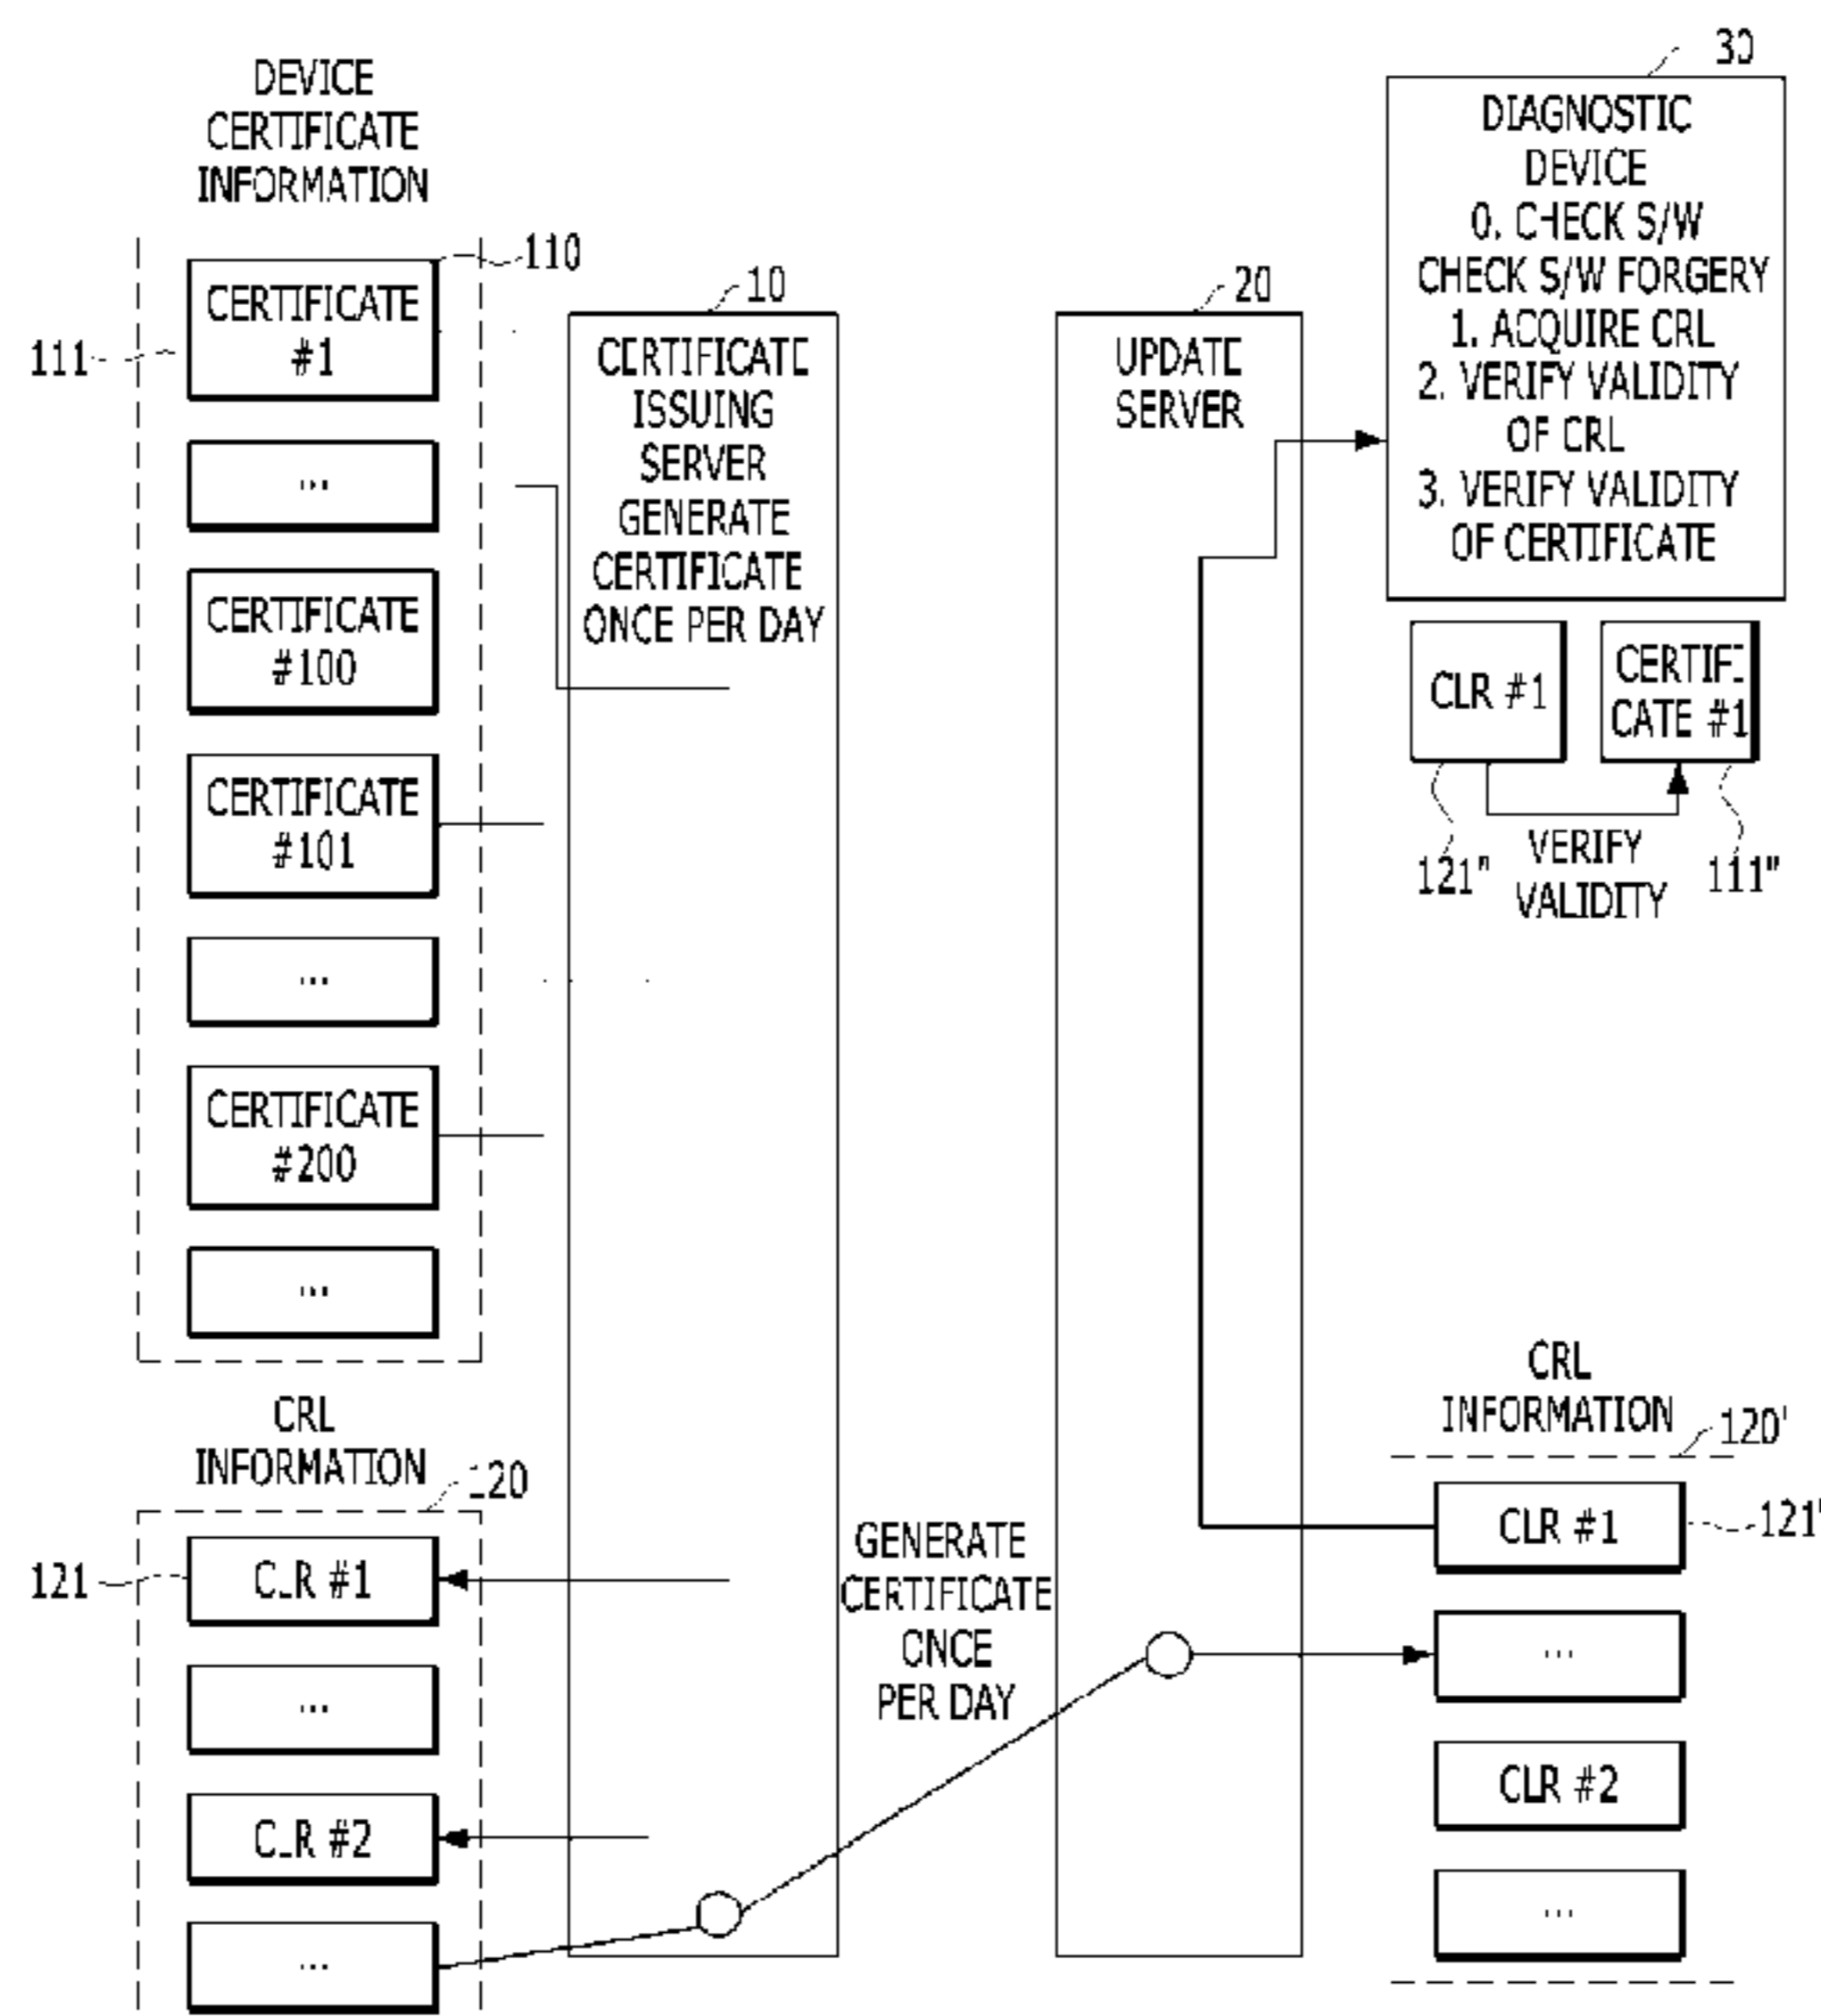 DEVICE
CERTIFICATE
INFORMATION
110
111
CERTIFICATE
#1
...
CERTIFICATE
#100
CERTIFICATE
#101
...
CERTIFICATE
#200
...
CRL
INFORMATION
120
121
CLR #1
...
CLR #2
...
10
CERTIFICATE
ISSUING
SERVER
GENERATE
CERTIFICATE
ONCE PER DAY
GENERATE
CERTIFICATE
ONCE
PER DAY
20
UPDATE
SERVER
30
DIAGNOSTIC
DEVICE
0. CHECK S/W
CHECK S/W FORGERY
1. ACQUIRE CRL
2. VERIFY VALIDITY
OF CRL
3. VERIFY VALIDITY
OF CERTIFICATE
CLR #1
CERTIFI-
CATE #1
121"
VERIFY
VALIDITY
111"
CRL
INFORMATION
120'
CLR #1
121'
...
CLR #2
...